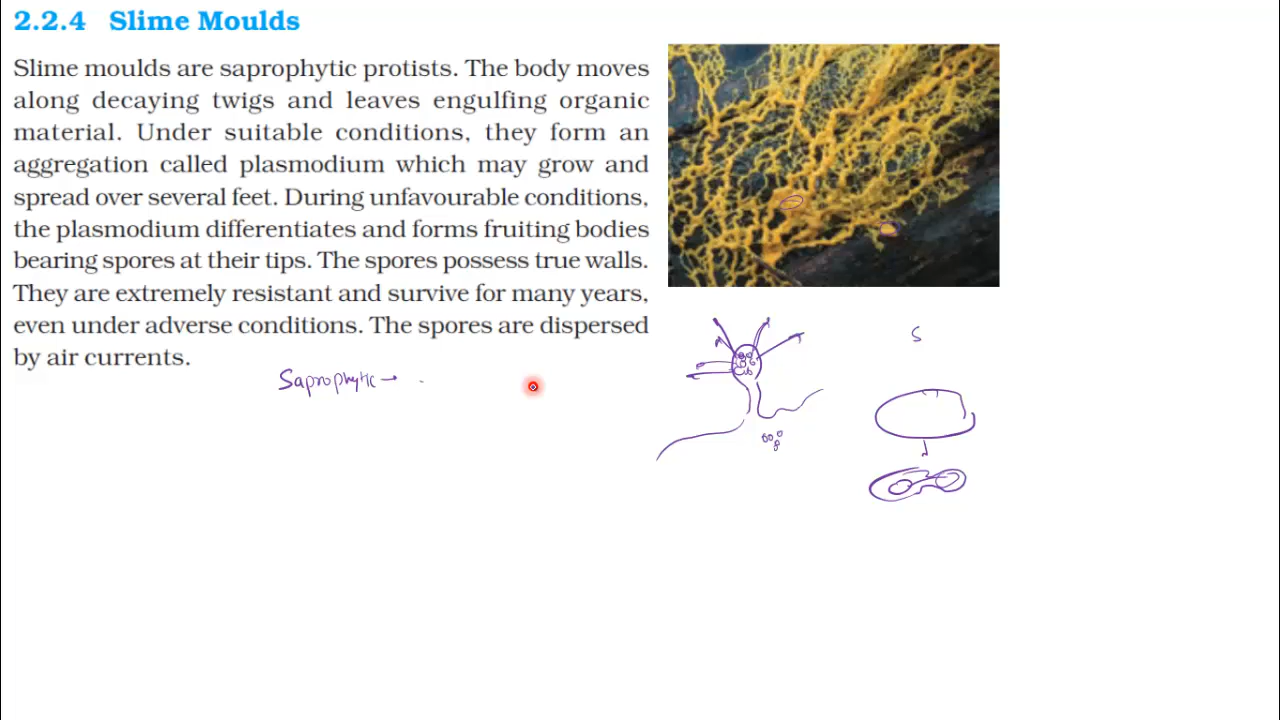 2.2.4 Slime Moulds
Slime moulds are saprophytic protists. The body moves
along decaying twigs and leaves engulfing organic
material. Under suitable conditions, they form an
aggregation called plasmodium which may grow and
spread over several feet. During unfavourable conditions,
the plasmodium differentiates and forms fruiting bodies
bearing spores at their tips. The spores possess true walls.
They are extremely resistant and survive for many years,
even under adverse conditions. The spores are dispersed
by air currents.
S
Saprophytic →